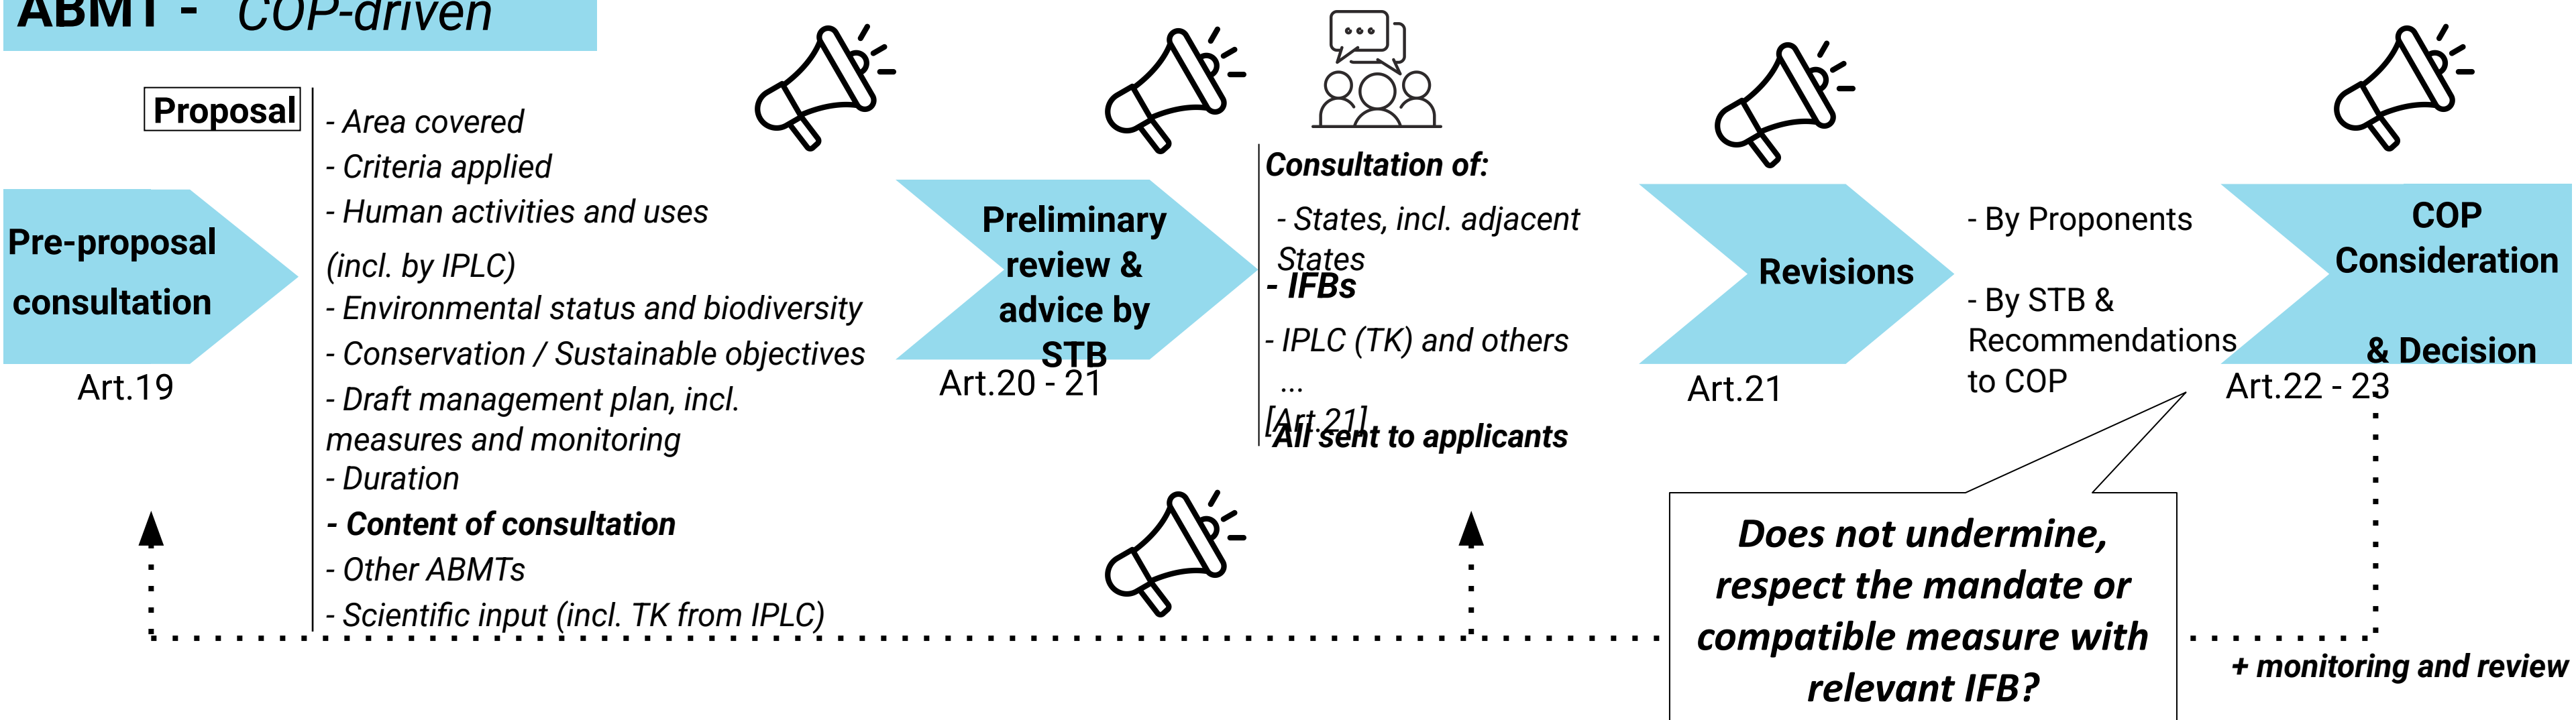 ABMT - COP-driven
Proposal
Pre-proposal
consultation
Art.19
- Area covered
- Criteria applied
- Human activities and uses
(incl. by IPLC)
- Environmental status and biodiversity
- Conservation / Sustainable objectives
- Draft management plan, incl.
measures and monitoring
- Duration
- Content of consultation
- Other ABMTs
- Scientific input (incl. TK from IPLC)
Preliminary
review &
advice by
STB
Art.20 - 21
Consultation of:
- States, incl. adjacent
States
- IFBs
- IPLC (TK) and others
...
[Art.21]
All sent to applicants
Revisions
Art.21
- By Proponents
- By STB &
Recommendations
to COP
COP
Consideration
& Decision
Art.22 - 23
Does not undermine,
respect the mandate or
compatible measure with
relevant IFB?
+ monitoring and review